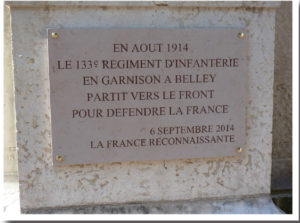 EN AOUT 1914
LE 133e REGIMENT D'INFANTERIE
EN GARNISON A BELLEY
PARTIT VERS LE FRONT
POUR DEFENDRE LA FRANCE
6 SEPTEMBRE 2014
LA FRANCE RECONNAISSANTE